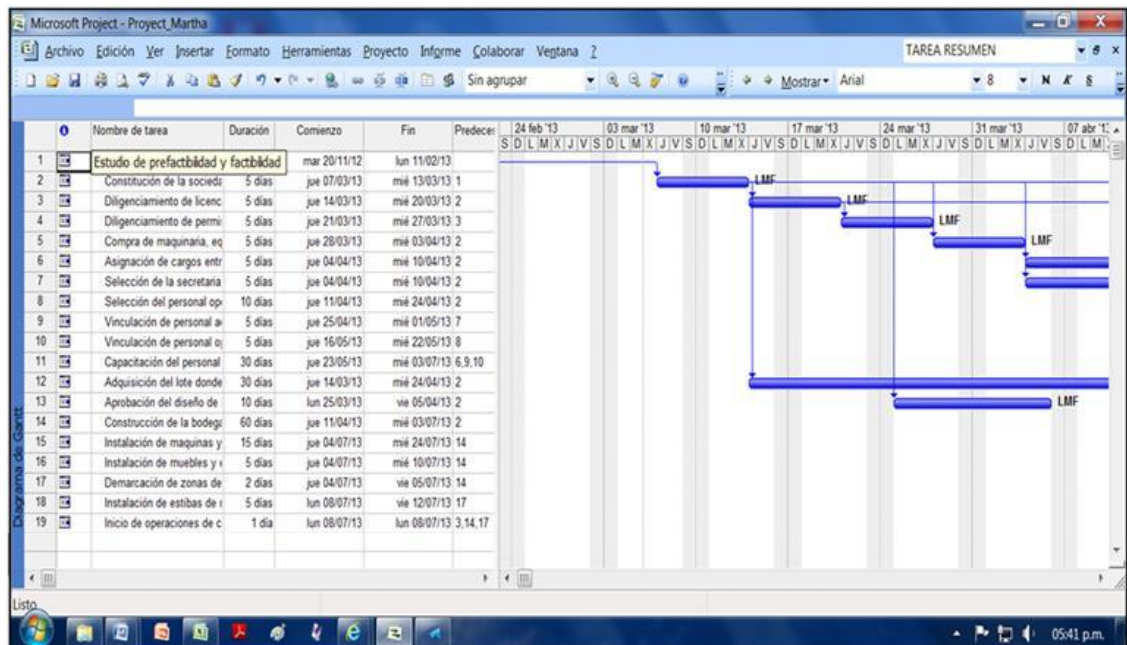 Microsoft Project - Proyect_Martha
Archivo Edición Ver Insertar Formato Herramientas Proyecto Informe Colaborar Ventana ? TAREA RESUMEN
Sin agrupar Mostrar Arial 8 N K S
Nombre de tarea Duración Comienzo Fin Predeces 24 feb '13 03 mar '13 10 mar '13 17 mar '13 24 mar '13 31 mar '13 07 abr '1
S D L M X J V S D L M X J V S D L M X J V S D L M X J V S D L M X J V S D L M X J V S D L M
1 Estudio de prefactbildad y factbildad mar 20/11/12 lun 11/02/13
2 Constitución de la socieda 5 días jue 07/03/13 mié 13/03/13 1 LMF
3 Diligenciamiento de licenc 5 días jue 14/03/13 mié 20/03/13 2 LMF
4 Diligenciamiento de permi 5 días jue 21/03/13 mié 27/03/13 3 LMF
5 Compra de maquinaria, eq 5 días jue 28/03/13 mié 03/04/13 2 LMF
6 Asignación de cargos entr 5 días jue 04/04/13 mié 10/04/13 2
7 Selección de la secretaria 5 días jue 04/04/13 mié 10/04/13 2
8 Selección del personal op 10 días jue 11/04/13 mié 24/04/13 2
9 Vinculación de personal a 5 días jue 25/04/13 mié 01/05/13 7
10 Vinculación de personal o 5 días jue 16/05/13 mié 22/05/13 8
11 Capacitación del personal 30 días jue 23/05/13 mié 03/07/13 6,9,10
12 Adquisición del lote donde 30 días jue 14/03/13 mié 24/04/13 2
13 Aprobación del diseño de 10 días lun 25/03/13 vie 05/04/13 2 LMF
14 Construcción de la bodega 60 días jue 11/04/13 mié 03/07/13 2
15 Instalación de maquinas y 15 días jue 04/07/13 mié 24/07/13 14
16 Instalación de muebles y 5 días jue 04/07/13 mié 10/07/13 14
17 Demarcación de zonas de 2 días jue 04/07/13 vie 05/07/13 14
18 Instalación de estibas de 5 días lun 08/07/13 vie 12/07/13 17
19 Inicio de operaciones de c 1 día lun 08/07/13 lun 08/07/13 3,14,17
Diagrama de Gantt
Listo
05:41 p.m.